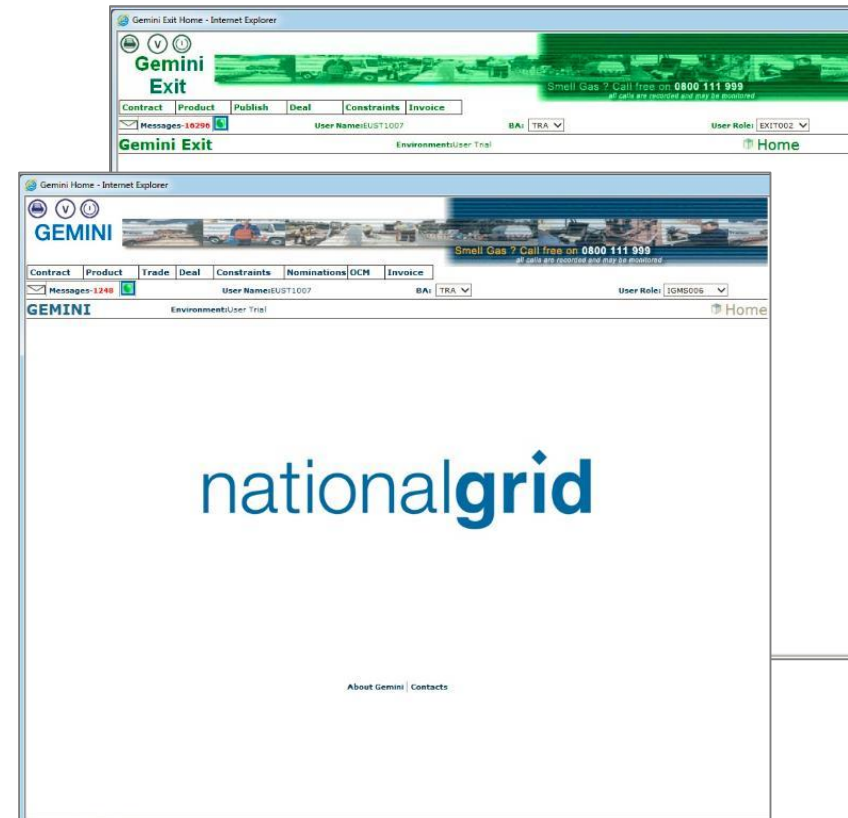 Gemini Exit Home - Internet Explorer
V
Gemini
Exit
Smell Gas ? Call free on 0800 111 999
all calls are recorded and may be monitored
Contract Product Publish Deal Constraints Invoice
Messages-16296 User Name:EUST1007 BA: TRA User Role: EXIT002
Gemini Exit Environment:User Trial Home
Gemini Home - Internet Explorer
V
GEMINI
Smell Gas ? Call free on 0800 111 999
all calls are recorded and may be monitored
Contract Product Trade Deal Constraints Nominations OCM Invoice
Messages-1248 User Name:EUST1007 BA: TRA User Role: IGMS006
GEMINI Environment:User Trial Home
nationalgrid
About Gemini | Contacts